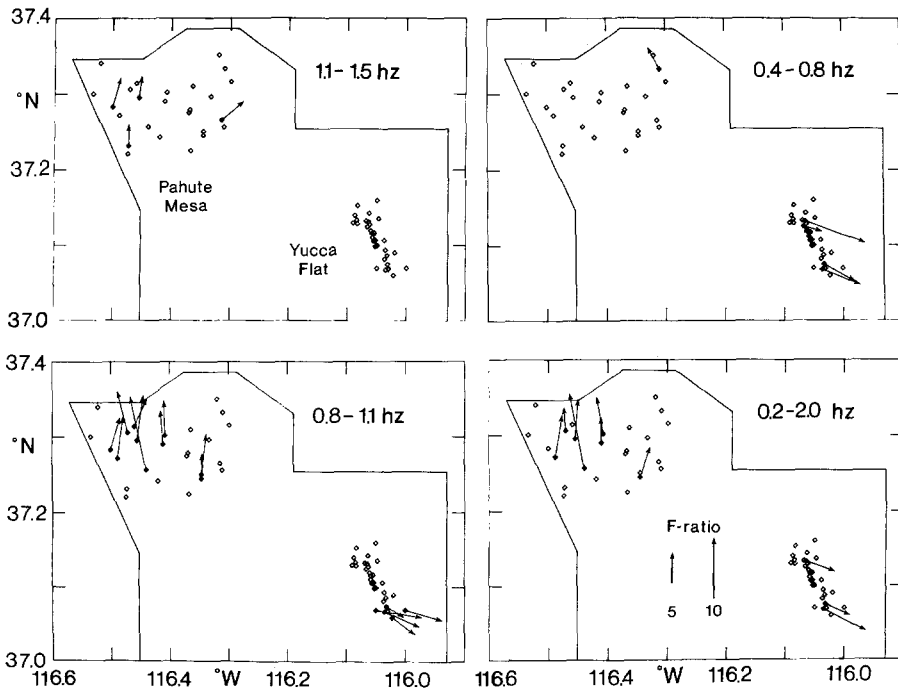 37.4
1.1–1.5 hz
0.4–0.8 hz
°N
37.2
Pahute
Mesa
Yucca
Flat
37.0
37.4
0.8–1.1 hz
0.2–2.0 hz
°N
37.2
F-ratio
5 10
37.0
116.6 116.4 °W 116.2 116.0 116.6 116.4 °W 116.2 116.0